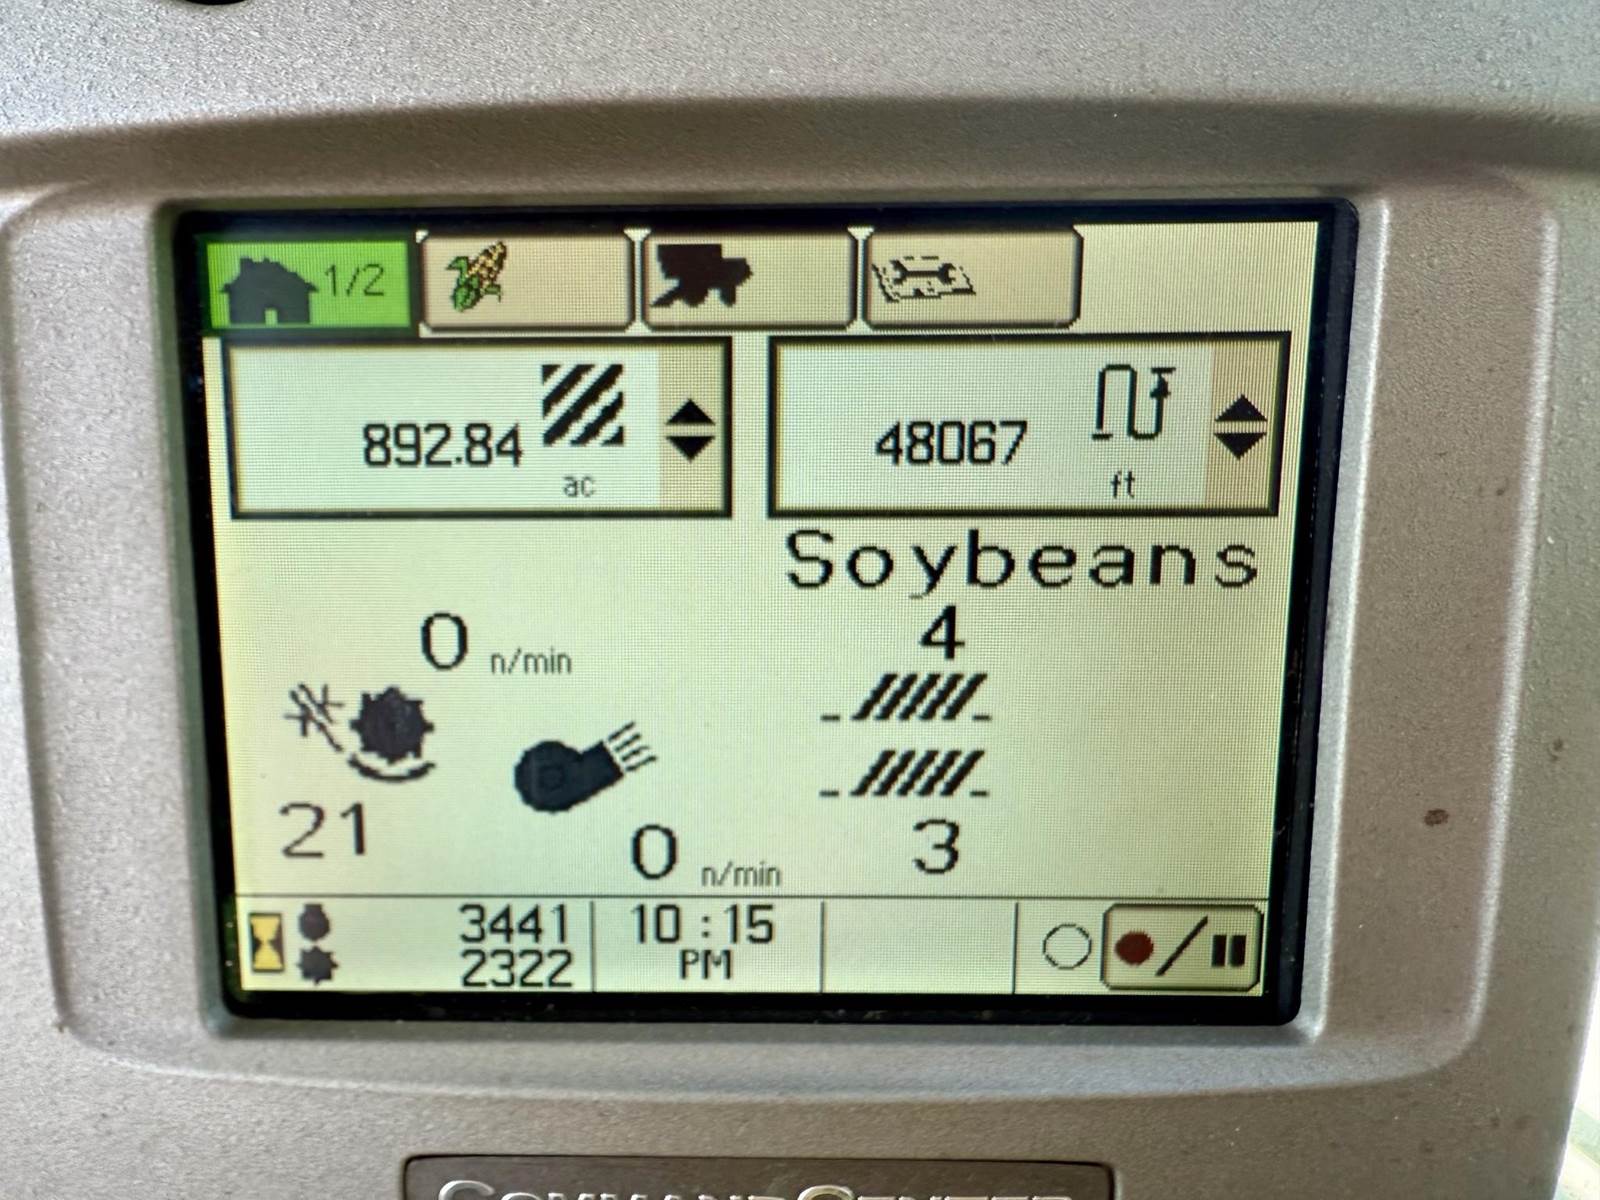 1/2
892.84
ac
48067
ft
Soybeans
0 n/min
4
21
0 n/min
3
3441
2322
10:15
PM
COMMANDCENTER